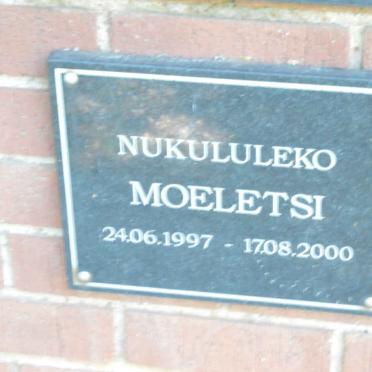 NUKULULEKO
MOELETSI
24.06.1997 - 17.08.2000